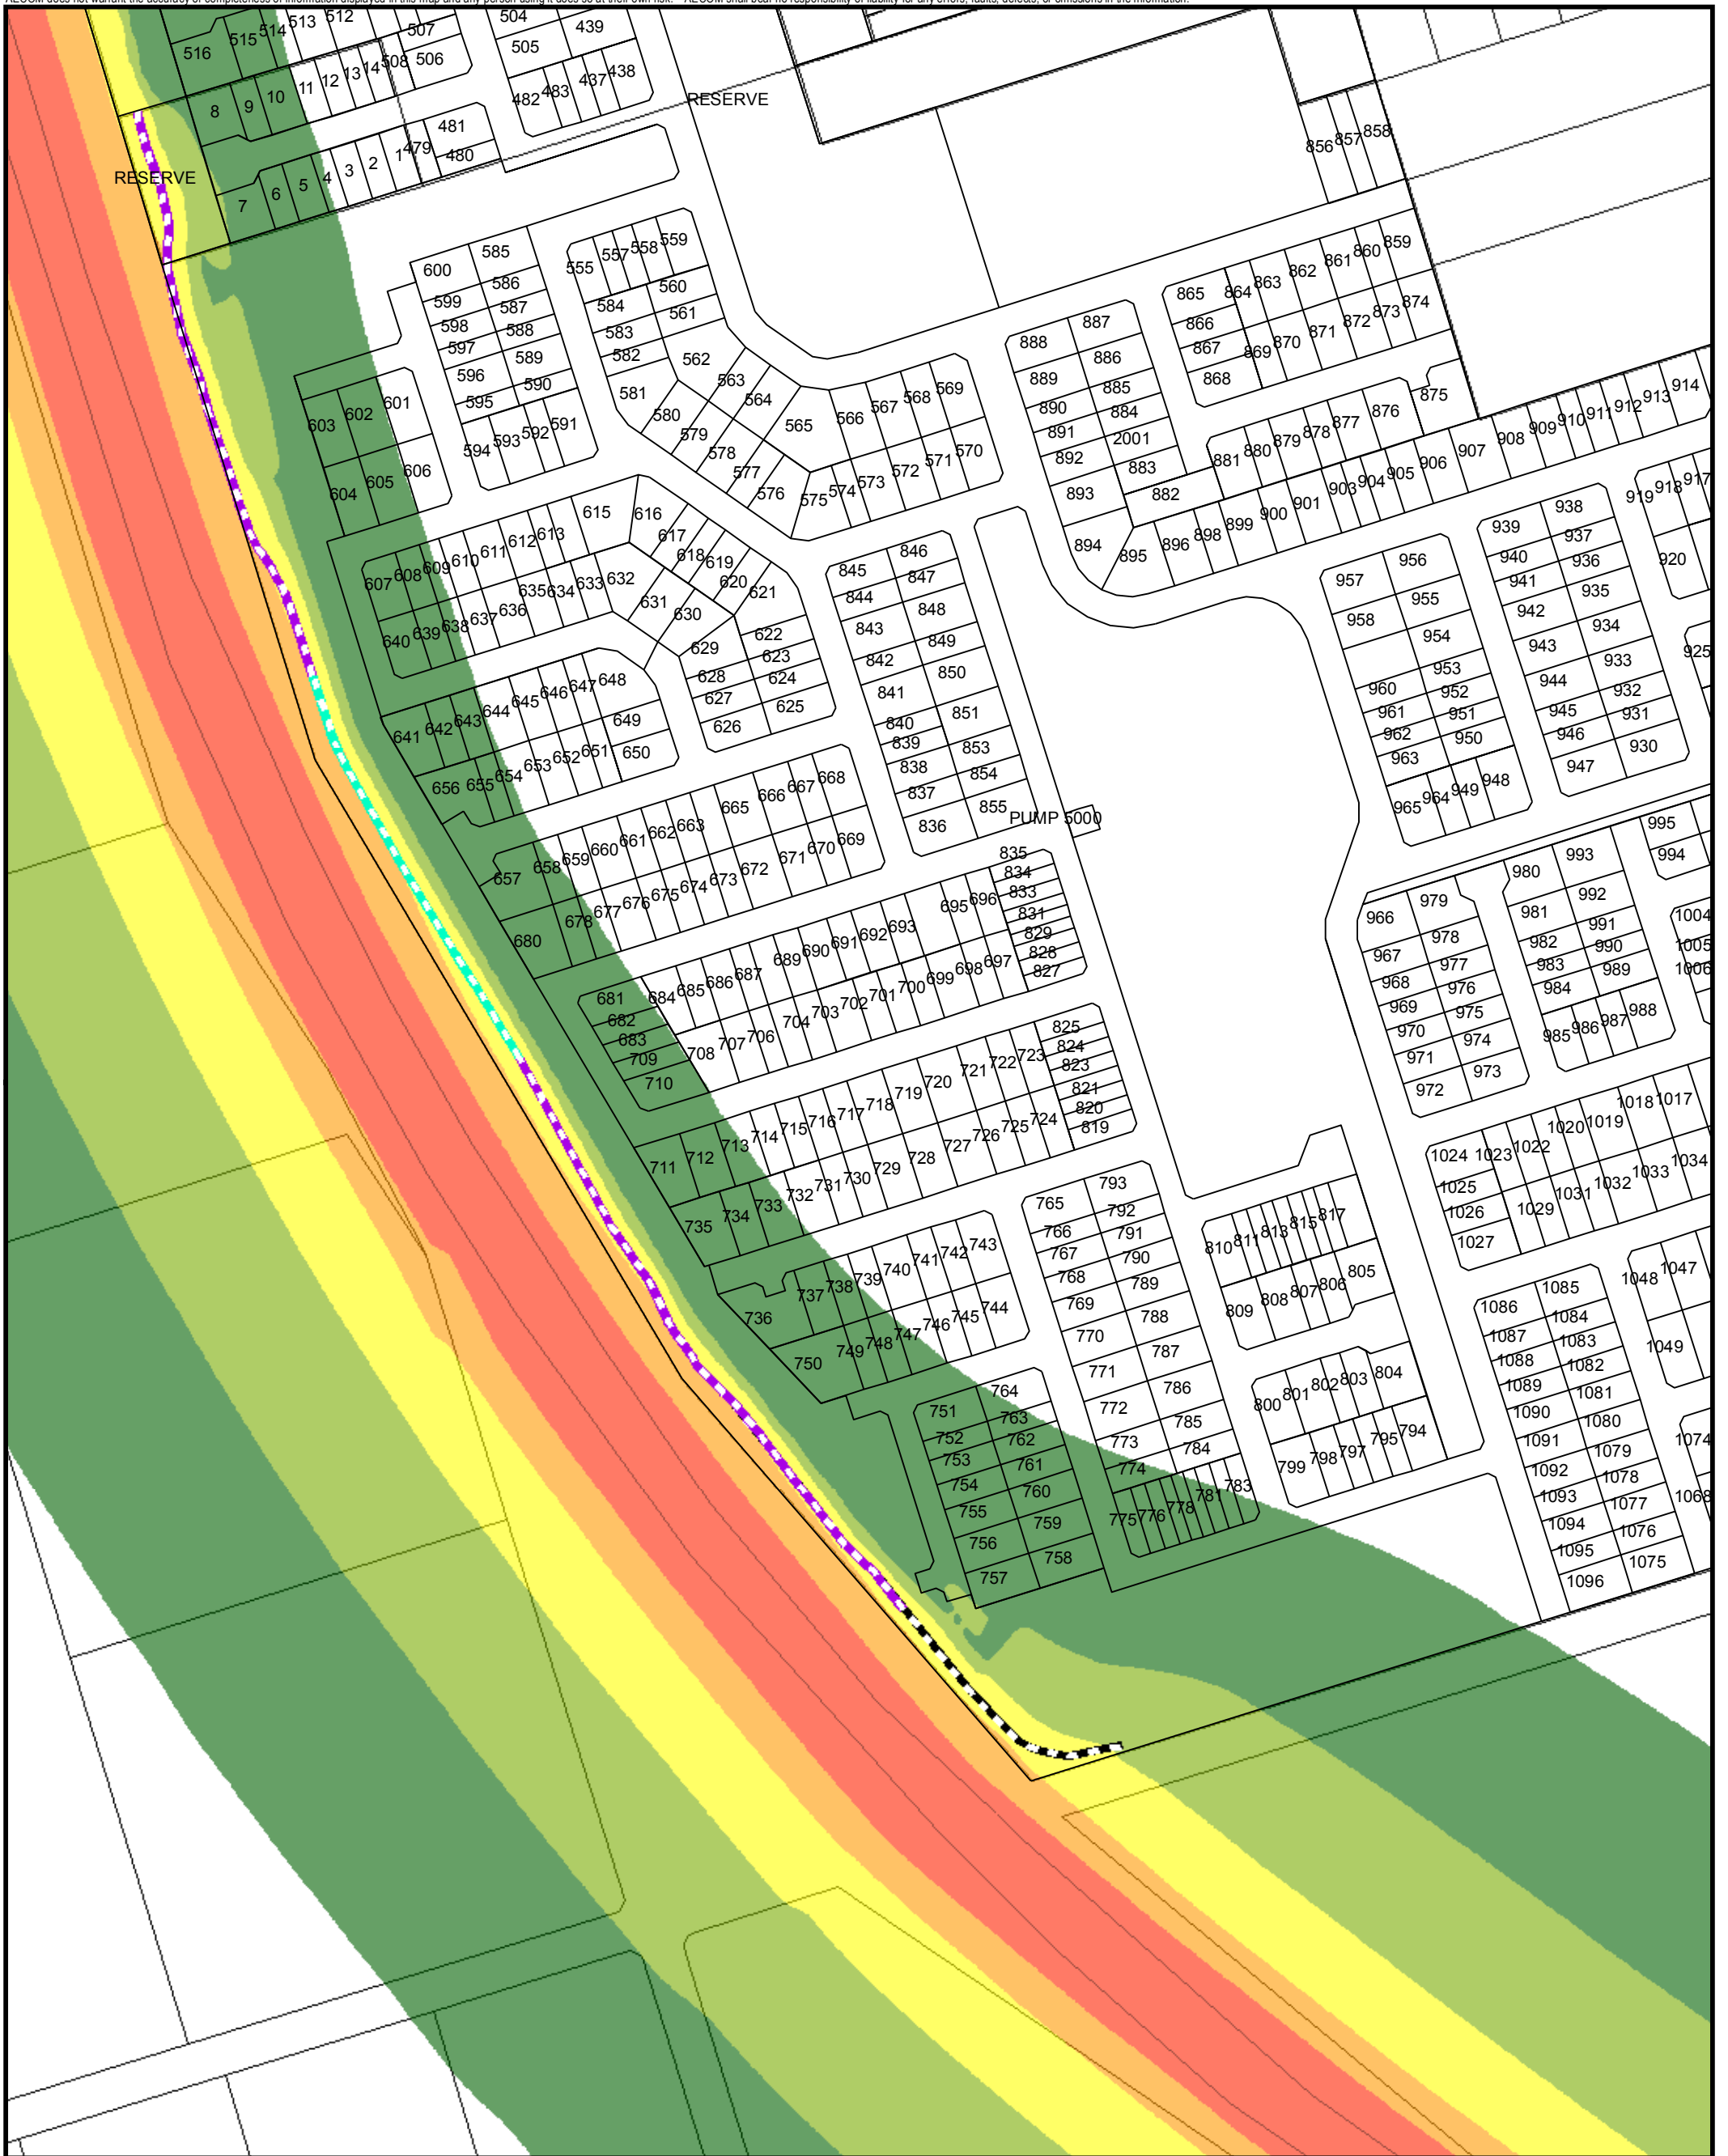 AECOM does not warrant the accuracy or completeness of information displayed in this map and any person using it does so at their own risk. AECOM shall bear no responsibility or liability for any errors, faults, defects, or omissions in the information.
516 515 514 513 512 507 506 508 504 505 439
8 9 10 11 12 13 14 482 483 437 438
RESERVE
RESERVE
7 6 5 4 3 2 1 479 481 480
856 857 858
600 585 599 586 598 587 597 588 596 589 595 590 594 593 592 591
555 557 558 559 584 560 583 561 582 562 581 580 563 579 564 578 565 577 576 575 574 573 572 571 570 566 567 568 569
603 602 601 604 605 606
888 887 889 886 890 885 891 884 892 2001 893 883 882 894 895 896 898 899 900 901 903 904 905 906 907 908 909 910 911 912 913 914
865 864 863 862 861 860 859 866 867 868 869 870 871 872 873 874 875
881 880 879 878 877 876
607 608 609 610 611 612 613 615 616 617 618 619 620 621
640 639 638 637 636 635 634 633 632 631 630 629 622 628 623 627 624 626 625
845 846 844 847 843 848 842 849 841 850 840 851 839 853 838 854 837 855 836
PUMP 5000
641 642 643 644 645 646 647 648 649 650 656 655 654 653 652 651
657 658 659 660 661 662 663 665 666 667 668 680 678 677 676 675 674 673 672 671 670 669
681 682 683 709 710 684 685 686 687 689 690 691 692 693 695 696
708 707 706 704 703 702 701 700 699 698 697
835 834 833 831 829 828 827
711 712 713 714 715 716 717 718 719 720 721 722 723 825 824 823 821 820 819
735 734 733 732 731 730 729 728 727 726 725 724
736 737 738 739 740 741 742 743 750 749 748 747 746 745 744
765 793 766 792 767 791 768 790 769 789 770 788 771 787 772 786 773 785 774 784 775 776 778 781 783
751 764 752 763 753 762 754 761 755 760 756 759 757 758
810 811 813 815 817 809 808 807 806 805
800 801 802 803 804 799 798 797 795 794
957 956 958 955 954 960 953 961 952 962 951 963 950 965 964 949 948
939 938 940 937 941 936 942 935 943 934 944 933 945 932 946 931 947 930
919 918 917 920 925
966 979 967 978 968 977 969 976 970 975 971 974 972 973
980 993 981 992 982 991 983 990 984 989 985 986 987 988
995 994 1004 1005 1006
1024 1023 1022 1020 1019 1018 1017 1025 1026 1027 1029 1031 1032 1033 1034
1086 1085 1087 1084 1088 1083 1089 1082 1090 1081 1091 1080 1092 1079 1093 1078 1094 1077 1095 1076 1096 1075
1048 1047 1049 1074 1068